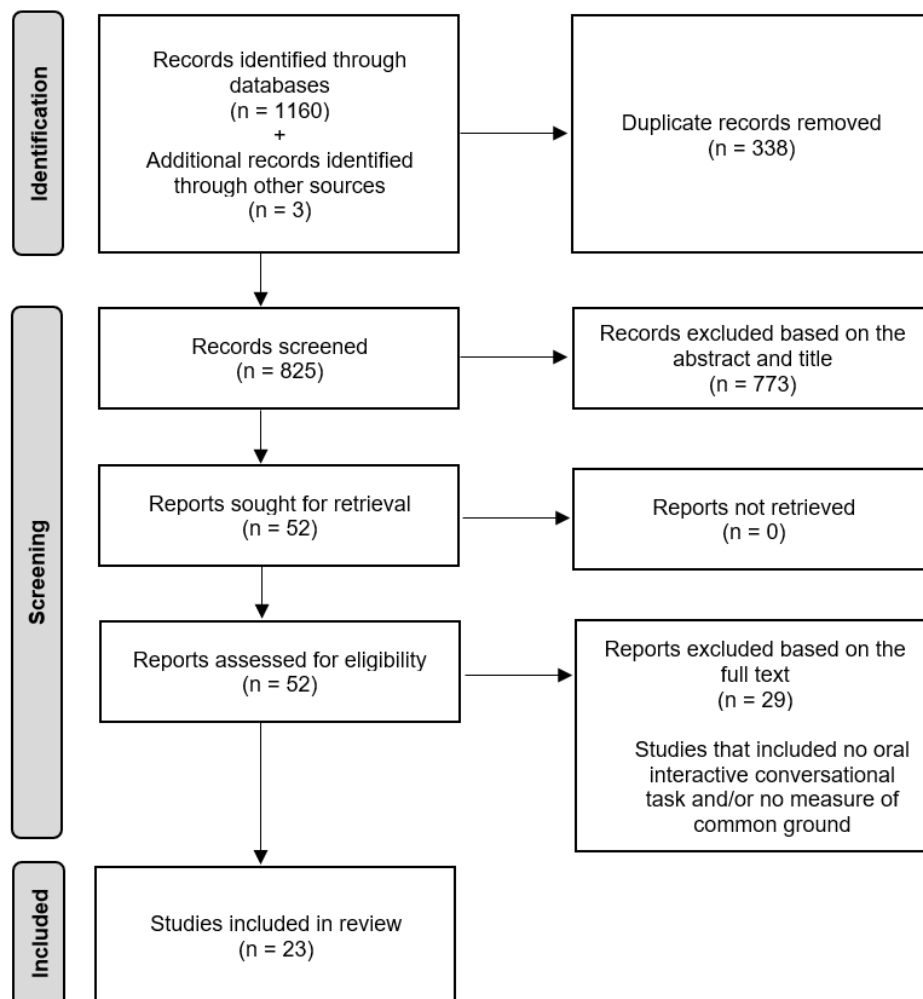 Identification
Records identified through
databases
(n = 1160)
+
Additional records identified
through other sources
(n = 3)
Duplicate records removed
(n = 338)
Screening
Records screened
(n = 825)
Records excluded based on the
abstract and title
(n = 773)
Reports sought for retrieval
(n = 52)
Reports not retrieved
(n = 0)
Reports assessed for eligibility
(n = 52)
Reports excluded based on the
full text
(n = 29)
Studies that included no oral
interactive conversational
task and/or no measure of
common ground
Included
Studies included in review
(n = 23)